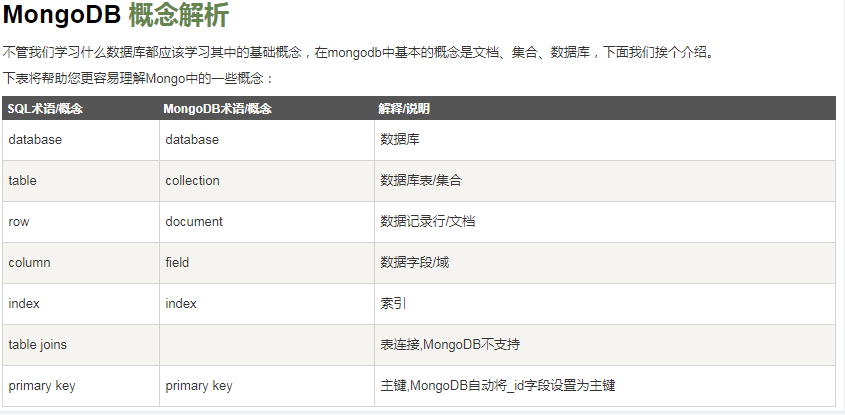 MongoDB 概念解析
不管我们学习什么数据库都应该学习其中的基础概念，在mongodb中基本的概念是文档、集合、数据库，下面我们挨个介绍。
下表将帮助您更容易理解Mongo中的一些概念：
SQL术语/概念 MongoDB术语/概念 解释/说明
database database 数据库
table collection 数据库表/集合
row document 数据记录行/文档
column field 数据字段/域
index index 索引
table joins 表连接,MongoDB不支持
primary key primary key 主键,MongoDB自动将_id字段设置为主键